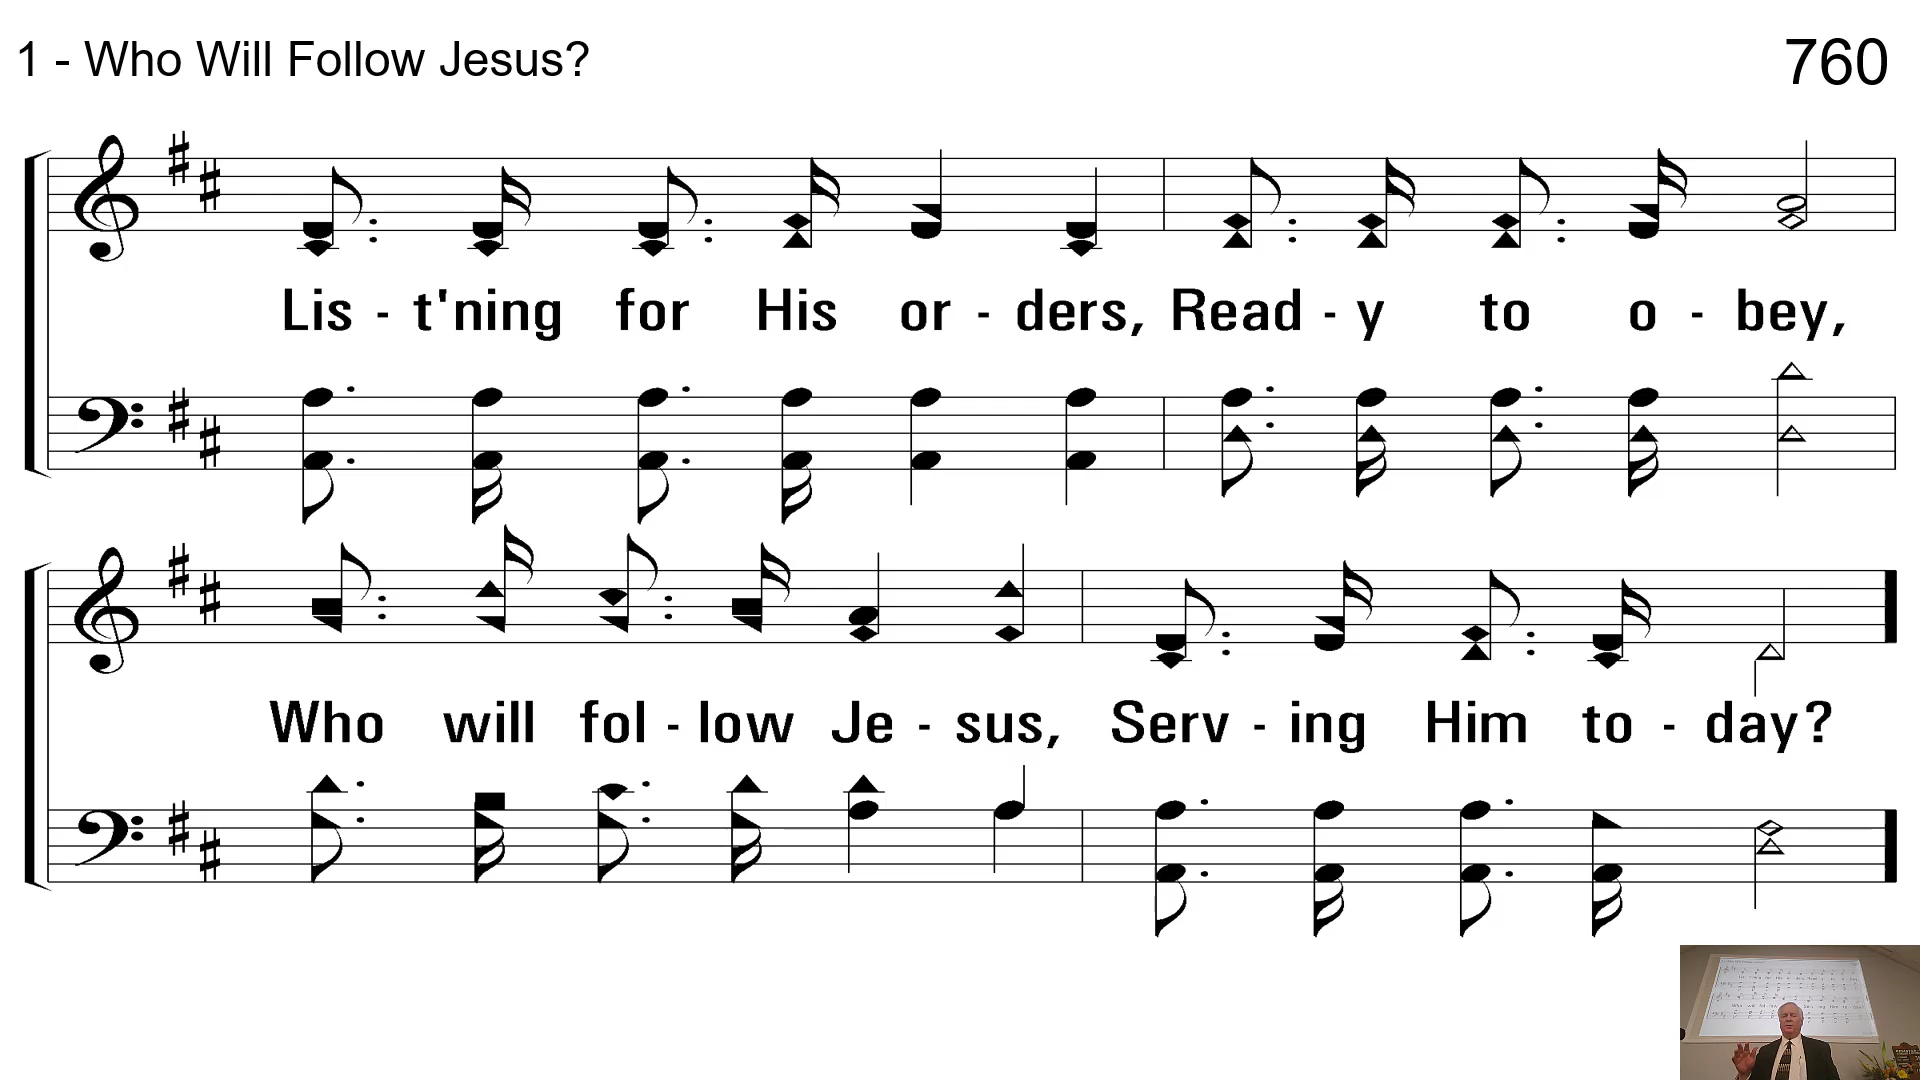 1 - Who Will Follow Jesus?
760
Lis - t'ning for His or - ders, Read - y to o - bey,
Who will fol - low Je - sus, Serv - ing Him to - day?